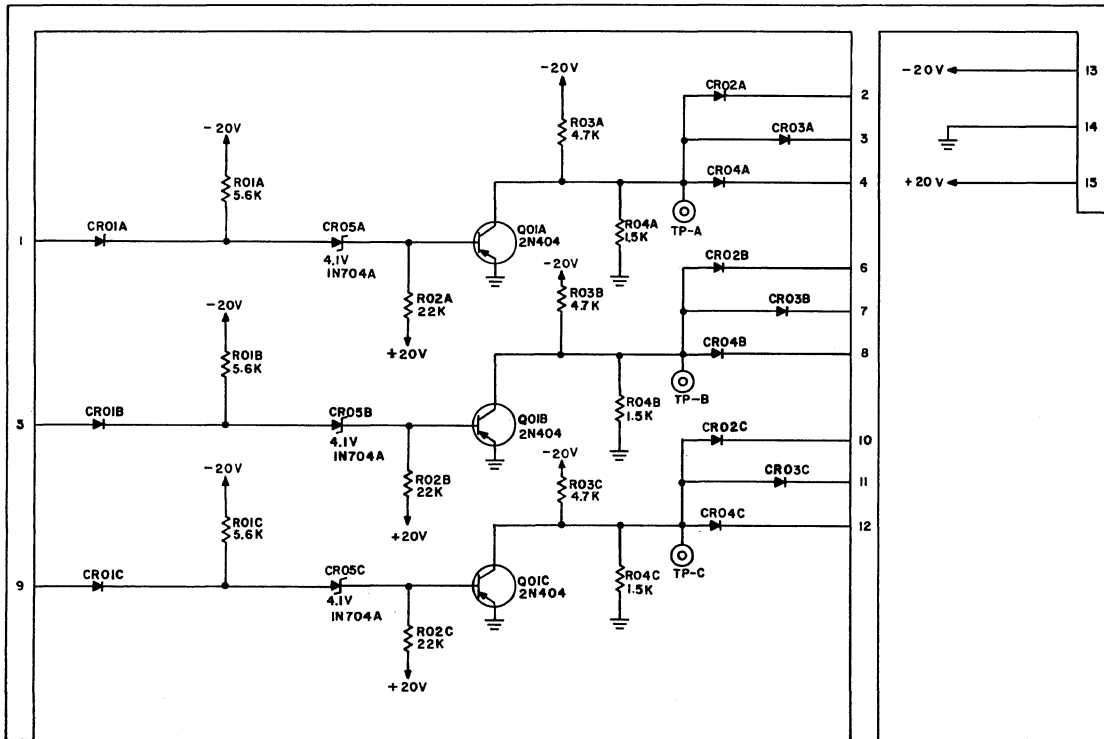 -20V
13
14
+20V
15
-20V
CR02A
2
R03A
4.7K
CR03A
3
-20V
CR04A
4
R01A
5.6K
R04A
1.5K
TP-A
CR01A
1
CR05A
4.1V
1N704A
Q01A
2N404
R02A
22K
+20V
-20V
R03B
4.7K
CR02B
6
CR03B
7
-20V
CR04B
8
R01B
5.6K
TP-B
R04B
1.5K
CR01B
3
CR05B
4.1V
1N704A
Q01B
2N404
R02B
22K
+20V
-20V
R03C
4.7K
CR02C
10
CR03C
11
-20V
CR04C
12
R01C
5.6K
TP-C
R04C
1.5K
CR01C
9
CR05C
4.1V
1N704A
Q01C
2N404
R02C
22K
+20V